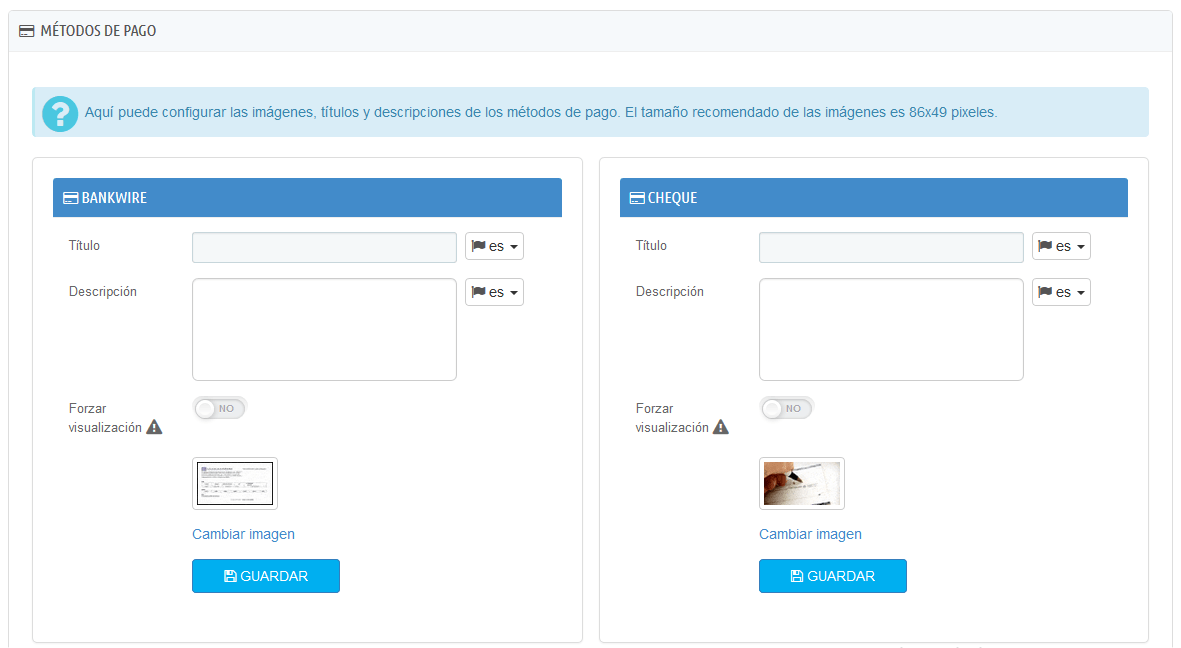 MÉTODOS DE PAGO
Aquí puede configurar las imágenes, títulos y descripciones de los métodos de pago. El tamaño recomendado de las imágenes es 86x49 pixeles.
BANKWIRE
Título
es
Descripción
es
Forzar
visualización
NO
Cambiar imagen
GUARDAR
CHEQUE
Título
es
Descripción
es
Forzar
visualización
NO
Cambiar imagen
GUARDAR